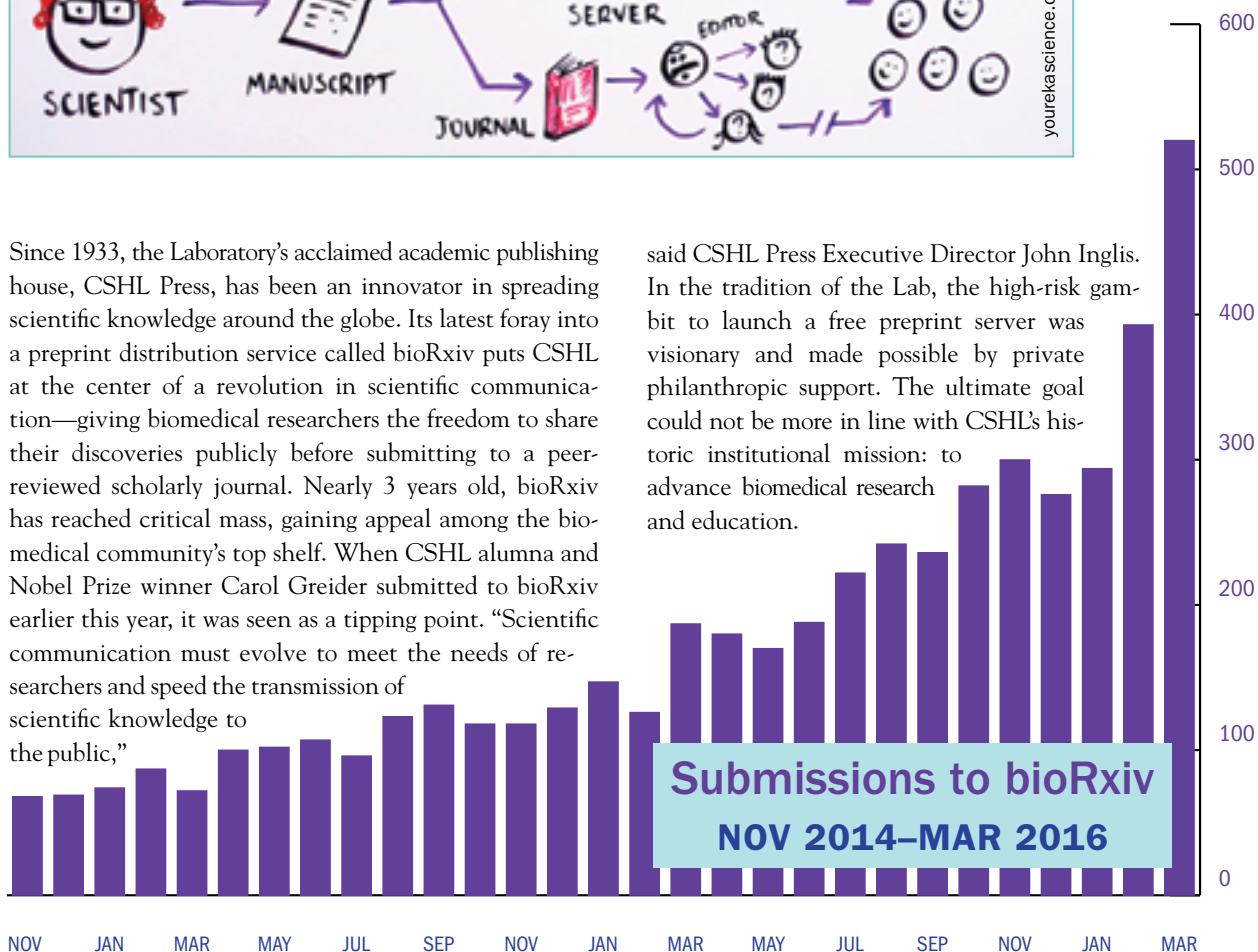 SERVER
EDITOR
SCIENTIST
MANUSCRIPT
JOURNAL
?
?
?
Since 1933, the Laboratory’s acclaimed academic publishing
house, CSHL Press, has been an innovator in spreading
scientific knowledge around the globe. Its latest foray into
a preprint distribution service called bioRxiv puts CSHL
at the center of a revolution in scientific communica-
tion—giving biomedical researchers the freedom to share
their discoveries publicly before submitting to a peer-
reviewed scholarly journal. Nearly 3 years old, bioRxiv
has reached critical mass, gaining appeal among the bio-
medical community’s top shelf. When CSHL alumna and
Nobel Prize winner Carol Greider submitted to bioRxiv
earlier this year, it was seen as a tipping point. “Scientific
communication must evolve to meet the needs of re-
searchers and speed the transmission of
scientific knowledge to
the public,”
said CSHL Press Executive Director John Inglis.
In the tradition of the Lab, the high-risk gam-
bit to launch a free preprint server was
visionary and made possible by private
philanthropic support. The ultimate goal
could not be more in line with CSHL’s his-
toric institutional mission: to
advance biomedical research
and education.
600
500
400
300
200
100
0
Submissions to bioRxiv
NOV 2014–MAR 2016
NOV JAN MAR MAY JUL SEP NOV JAN MAR MAY JUL SEP NOV JAN MAR